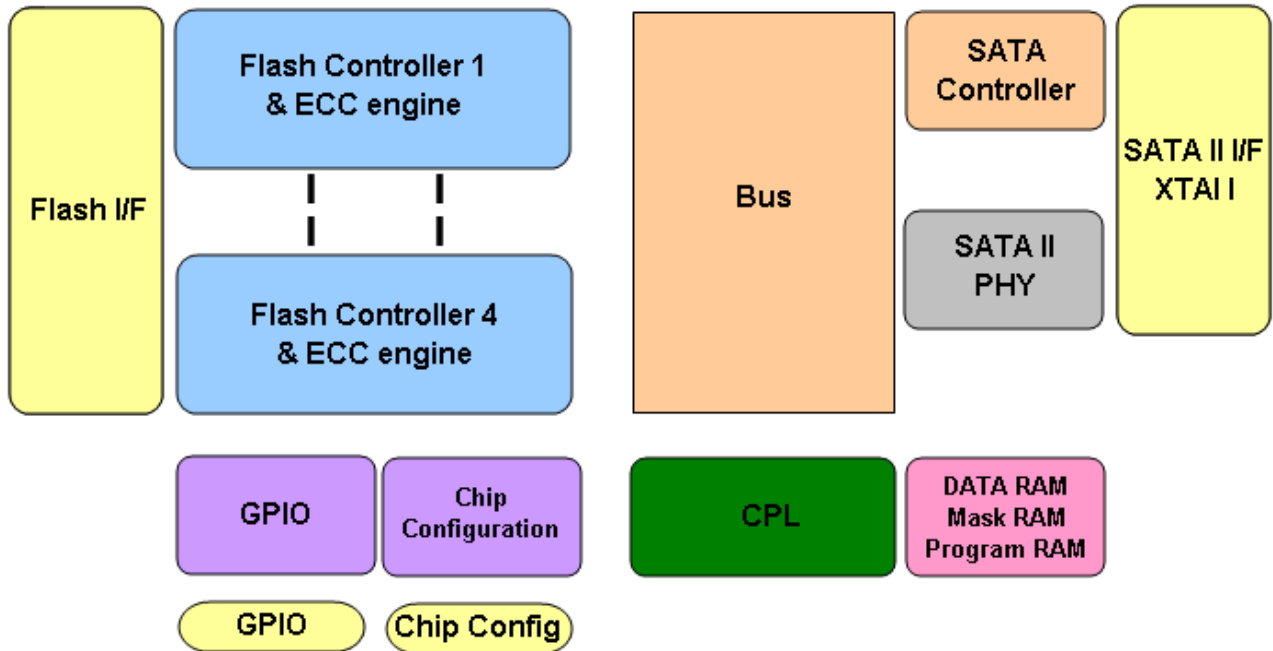 Flash I/F
Flash Controller 1
& ECC engine
Flash Controller 4
& ECC engine
Bus
SATA
Controller
SATA II
PHY
SATA II I/F
XTAI I
GPIO
Chip
Configuration
CPL
DATA RAM
Mask RAM
Program RAM
GPIO
Chip Config